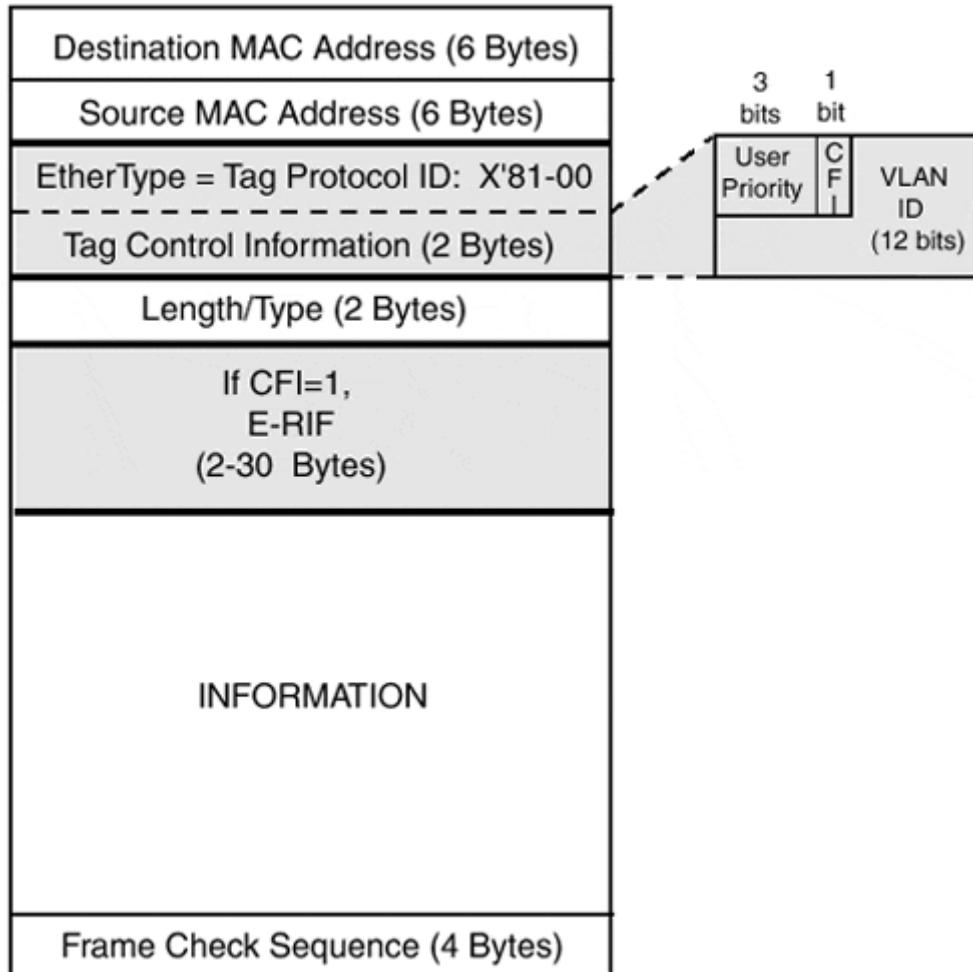 Destination MAC Address (6 Bytes)
Source MAC Address (6 Bytes)
EtherType = Tag Protocol ID: X'81-00
Tag Control Information (2 Bytes)
Length/Type (2 Bytes)
If CFI=1,
E-RIF
(2-30 Bytes)
INFORMATION
Frame Check Sequence (4 Bytes)
3
bits
1
bit
User
Priority
C
F
I
VLAN
ID
(12 bits)